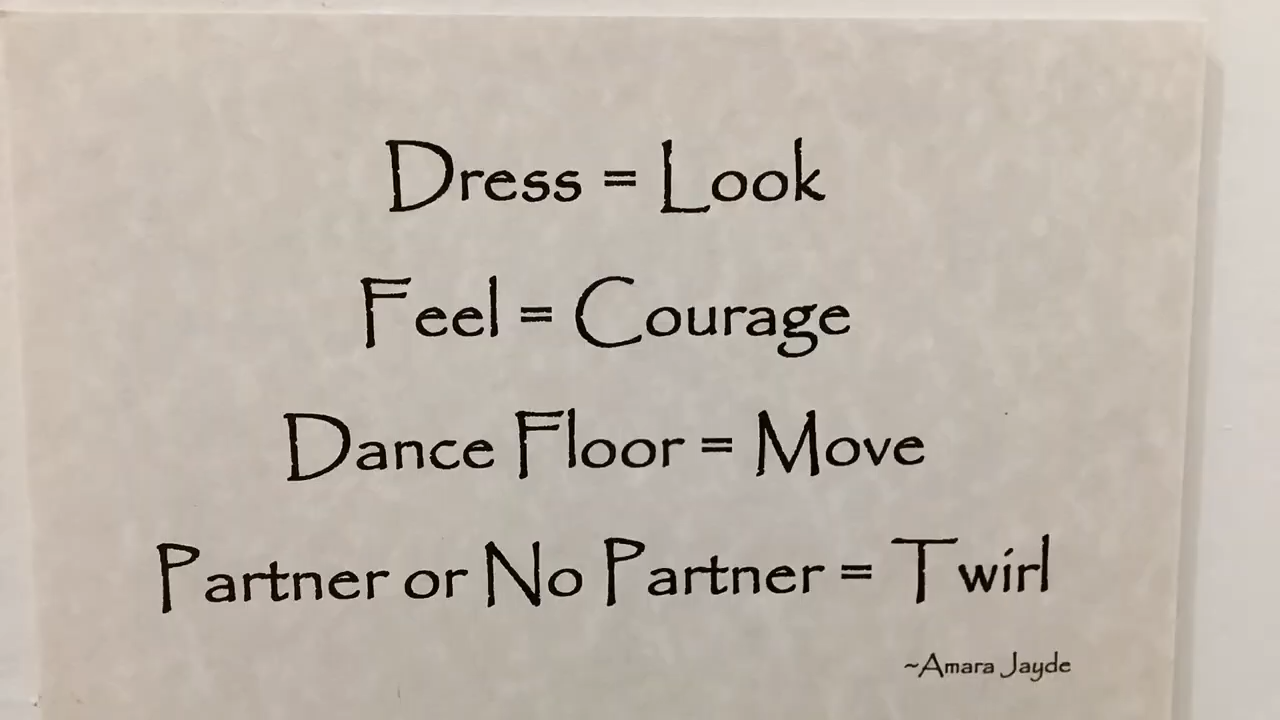 Dress = Look
Feel = Courage
Dance Floor = Move
Partner or No Partner = Twirl
~Amara Jayde